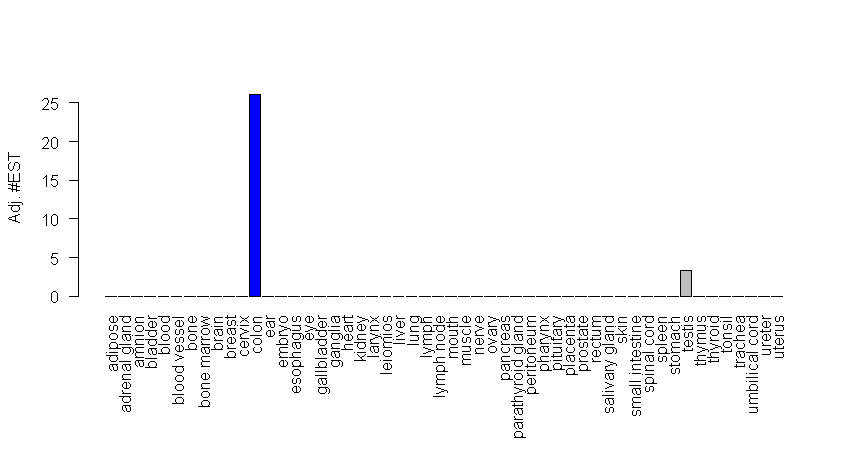 Adj. #EST
25
20
15
10
5
0
adipose
adrenal gland
amnion
bladder
blood
blood vessel
bone
bone marrow
brain
breast
cervix
colon
ear
embryo
esophagus
eye
gallbladder
ganglia
heart
kidney
larynx
leiomios
liver
lung
lymph
lymph node
mouth
muscle
nerve
ovary
pancreas
parathyroid gland
peritoneum
pharynx
pituitary
placenta
prostate
rectum
salivary gland
skin
small intestine
spinal cord
spleen
stomach
testis
thymus
thyroid
tonsil
trachea
umbilical cord
ureter
uterus